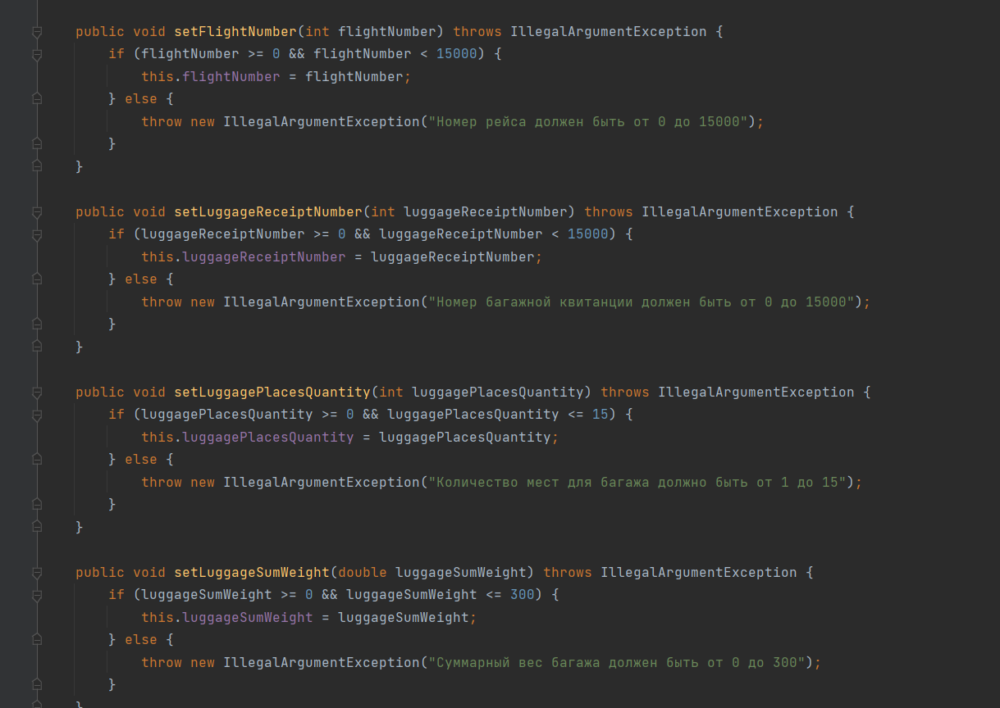 public void setFlightNumber(int flightNumber) throws IllegalArgumentException {
if (flightNumber >= 0 && flightNumber < 15000) {
this.flightNumber = flightNumber;
} else {
throw new IllegalArgumentException("Номер рейса должен быть от 0 до 15000");
}
}
public void setLuggageReceiptNumber(int luggageReceiptNumber) throws IllegalArgumentException {
if (luggageReceiptNumber >= 0 && luggageReceiptNumber < 15000) {
this.luggageReceiptNumber = luggageReceiptNumber;
} else {
throw new IllegalArgumentException("Номер багажной квитанции должен быть от 0 до 15000");
}
}
public void setLuggagePlacesQuantity(int luggagePlacesQuantity) throws IllegalArgumentException {
if (luggagePlacesQuantity >= 0 && luggagePlacesQuantity <= 15) {
this.luggagePlacesQuantity = luggagePlacesQuantity;
} else {
throw new IllegalArgumentException("Количество мест для багажа должно быть от 1 до 15");
}
}
public void setLuggageSumWeight(double luggageSumWeight) throws IllegalArgumentException {
if (luggageSumWeight >= 0 && luggageSumWeight <= 300) {
this.luggageSumWeight = luggageSumWeight;
} else {
throw new IllegalArgumentException("Суммарный вес багажа должен быть от 0 до 300");
}
}